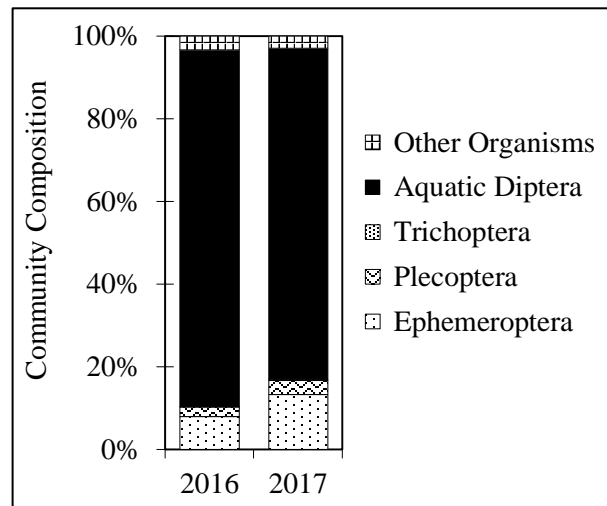 100%
80%
60%
40%
20%
0%
Community Composition
2016
2017
Other Organisms
Aquatic Diptera
Trichoptera
Plecoptera
Ephemeroptera